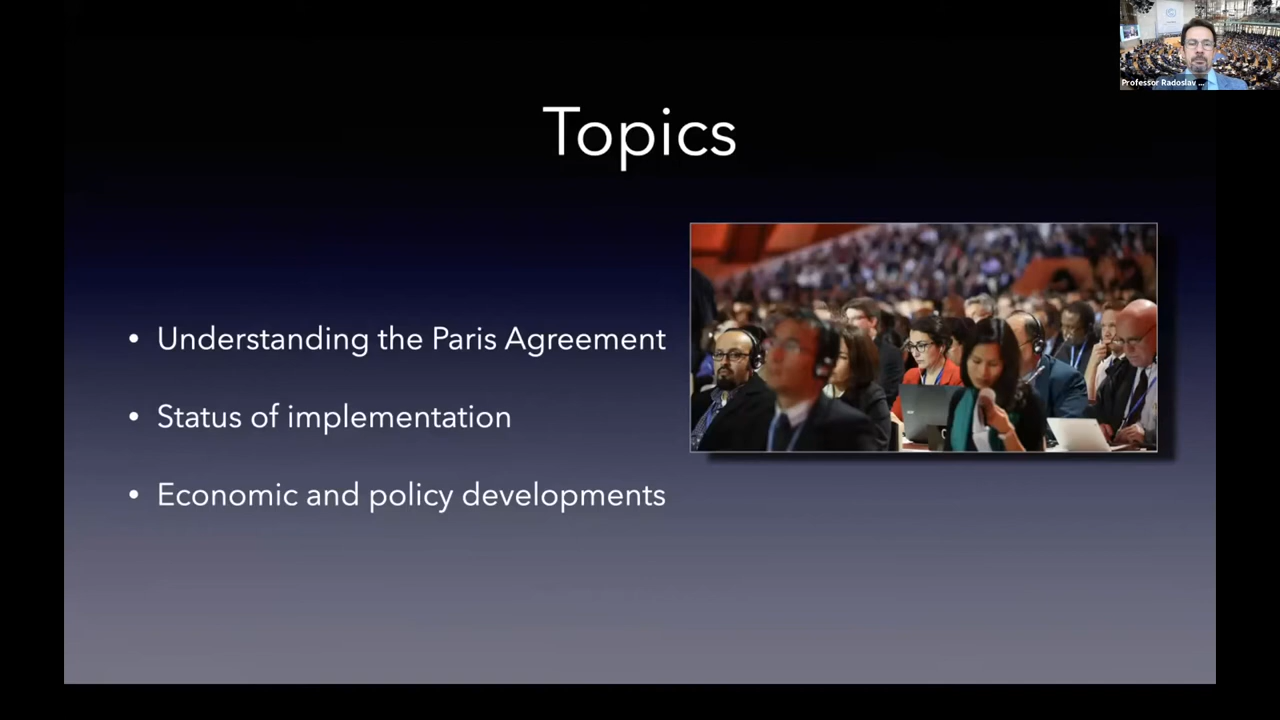 Professor Radoslav ...
Topics
• Understanding the Paris Agreement
• Status of implementation
• Economic and policy developments